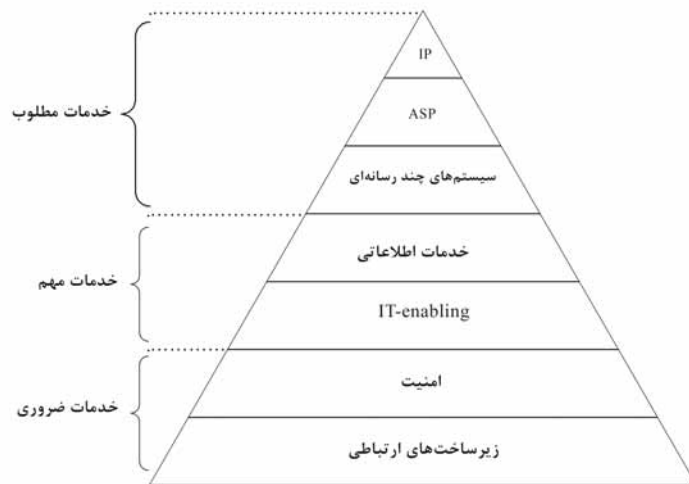 IP
ASP
خدمات مطلوب
سیستم‌های چند رسانه‌ای
خدمات اطلاعاتی
خدمات مهم
IT-enabling
امنیت
خدمات ضروری
زیرساخت‌های ارتباطی